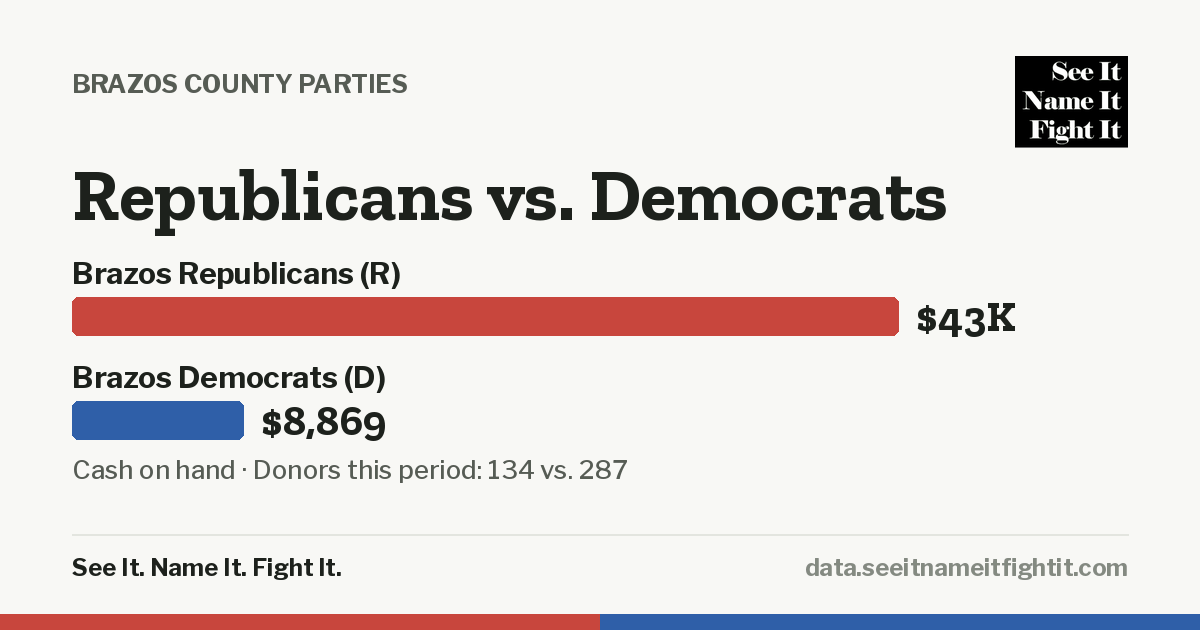 BRAZOS COUNTY PARTIES
See It
Name It
Fight It
Republicans vs. Democrats
Brazos Republicans (R)
$43K
Brazos Democrats (D)
$8,869
Cash on hand · Donors this period: 134 vs. 287
See It. Name It. Fight It.
data.seeitnameitfightit.com